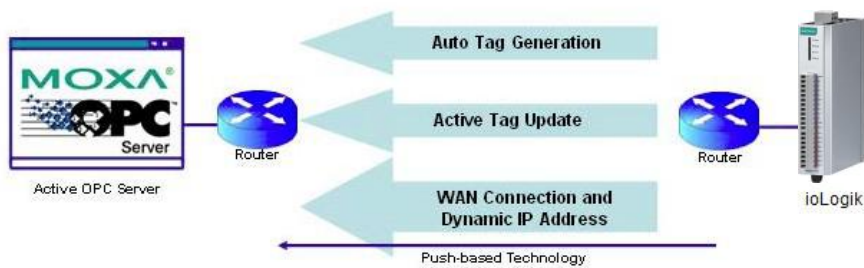 MOXA®
OPC™
Server
Active OPC Server
Router
Auto Tag Generation
Active Tag Update
WAN Connection and
Dynamic IP Address
Push-based Technology
Router
ioLogik